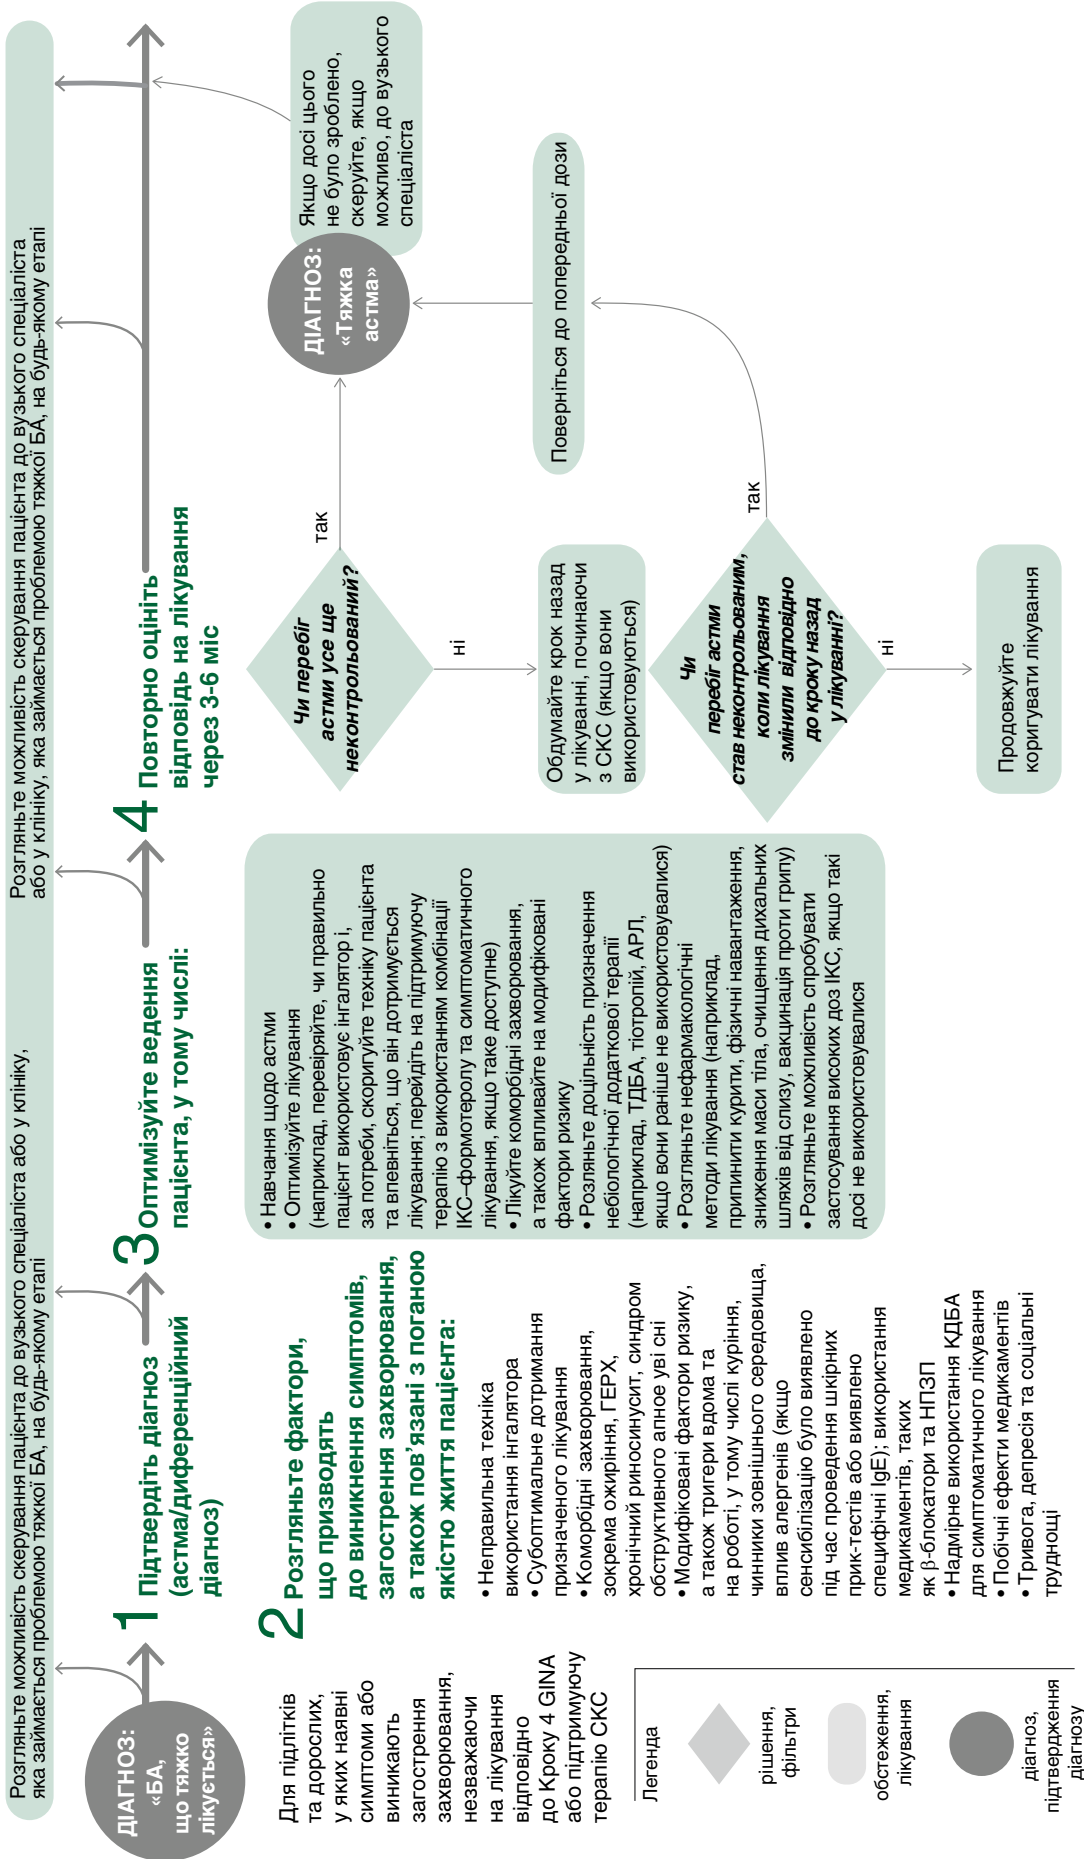 Розгляньте можливість скерування пацієнта до вузького спеціаліста або у клініку,
яка займається проблемою тяжкої БА, на будь-якому етапі
Розгляньте можливість скерування пацієнта до вузького спеціаліста
або у клініку, яка займається проблемою тяжкої БА, на будь-якому етапі
ДІАГНОЗ:
«БА,
що тяжко
лікується»
Для підлітків
та дорослих,
у яких наявні
симптоми або
виникають
загострення
захворювання,
незважаючи
на лікування
відповідно
до Кроку 4 GINA
або підтримуючу
терапію СКС
1 Підтвердіть діагноз
(астма/диференційний
діагноз)
2 Розгляньте фактори,
що призводять
до виникнення симптомів,
загострення захворювання,
а також пов’язані з поганою
якістю життя пацієнта:
• Неправильна техніка
використання інгалятора
• Субоптимальне дотримання
призначеного лікування
• Коморбідні захворювання,
зокрема ожиріння, ГЕРХ,
хронічний риносинусит, синдром
обструктивного апное уві сні
• Модифіковані фактори ризику,
а також тригери вдома та
на роботі, у тому числі куріння,
чинники зовнішнього середовища,
вплив алергенів (якщо
сенсибілізацію було виявлено
під час проведення шкірних
прик-тестів або виявлено
специфічні IgE); використання
медикаментів, таких
як β-блокатори та НПЗП
• Надмірне використання КДБА
для симптоматичного лікування
• Побічні ефекти медикаментів
• Тривога, депресія та соціальні
труднощі
3 Оптимізуйте ведення
пацієнта, у тому числі:
• Навчання щодо астми
• Оптимізуйте лікування
(наприклад, перевіряйте, чи правильно
пацієнт використовує інгалятор і,
за потреби, скоригуйте техніку пацієнта
та впевніться, що він дотримується
лікування; перейдіть на підтримуючу
терапію з використанням комбінації
ІКС–формотеролу та симптоматичного
лікування, якщо таке доступне)
• Лікуйте коморбідні захворювання,
а також впливайте на модифіковані
фактори ризику
• Розляньте доцільність призначення
небіологічної додаткової терапії
(наприклад, ТДБА, тіотропій, АРЛ,
якщо вони раніше не використовувалися)
• Розгляньте нефармакологічні
методи лікування (наприклад,
припинити курити, фізичні навантаження,
зниження маси тіла, очищення дихальних
шляхів від слизу, вакцинація проти грипу)
• Розгляньте можливість спробувати
застосування високих доз ІКС, якщо такі
досі не використовувалися
4 Повторно оцініть
відповідь на лікування
через 3-6 міс
Чи перебіг
астми усе ще
неконтрольований?
так
ні
ДІАГНОЗ:
«Тяжка
астма»
Якщо досі цього
не було зроблено,
скеруйте, якщо
можливо, до вузького
спеціаліста
Обдумайте крок назад
у лікуванні, починаючи
з СКС (якщо вони
використовуються)
Чи
перебіг астми
став неконтрольованим,
коли лікування
змінили відповідно
до кроку назад
у лікуванні?
так
ні
Поверніться до попередньої дози
Продовжуйте
коригувати лікування
Легенда
рішення,
фільтри
обстеження,
лікування
діагноз,
підтвердження
діагнозу